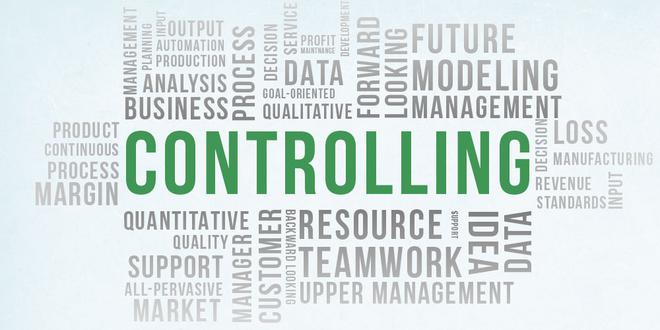 MANAGEMENT
PLANNING
INPUT
OUTPUT
AUTOMATION
PRODUCTION
ANALYSIS
BUSINESS
PROCESS
DECISION
SERVICE
PROFIT
MAINTNANCE
DEVELOPMENT
DATA
GOAL-ORIENTED
QUALITATIVE
FORWARD
LOOKING
FUTURE
MODELING
MANAGEMENT
PRODUCT
CONTINUOUS
PROCESS
MARGIN
CONTROLLING
DECISION
LOSS
MANUFACTURING
REVENUE
STANDARDS
INPUT
QUANTITATIVE
QUALITY
SUPPORT
ALL-PERVASIVE
MARKET
MANAGER
CUSTOMER
BACKWARD LOOKING
RESOURCE
SUPPORT
IDEA
DATA
TEAMWORK
UPPER MANAGEMENT